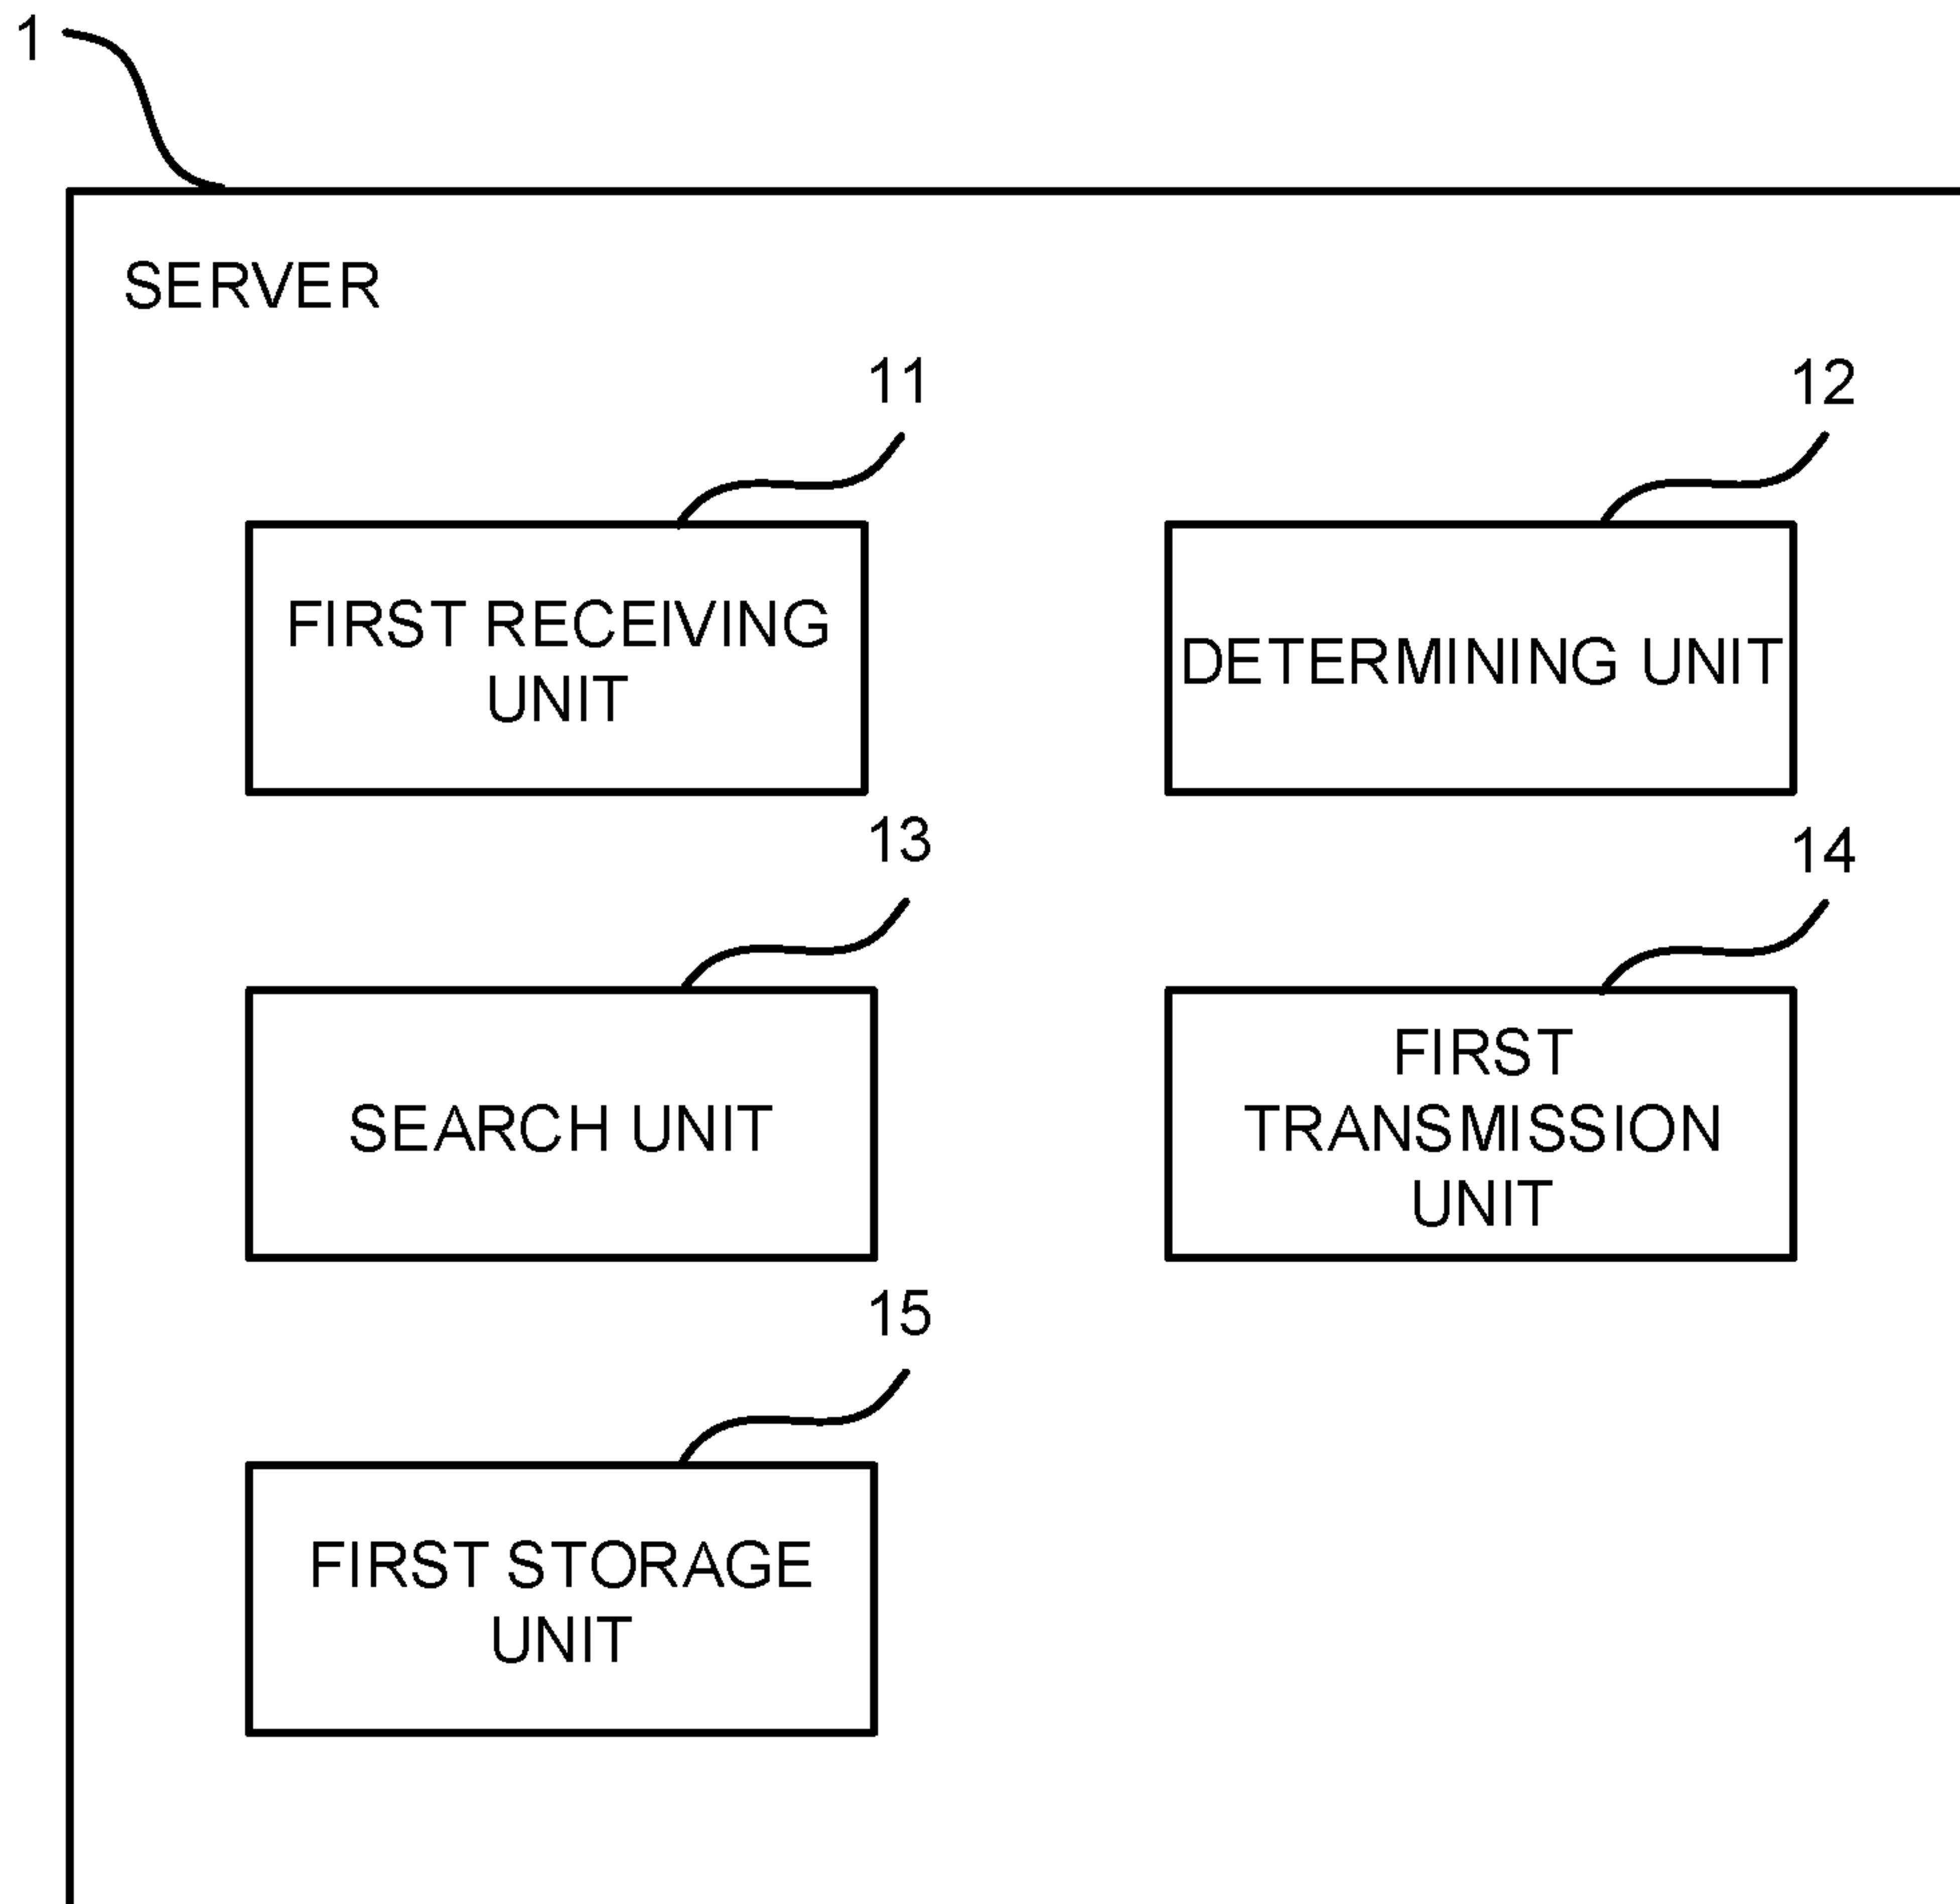 1
SERVER
11
12
FIRST RECEIVING
UNIT
DETERMINING UNIT
13
14
SEARCH UNIT
FIRST
TRANSMISSION
UNIT
15
FIRST STORAGE
UNIT